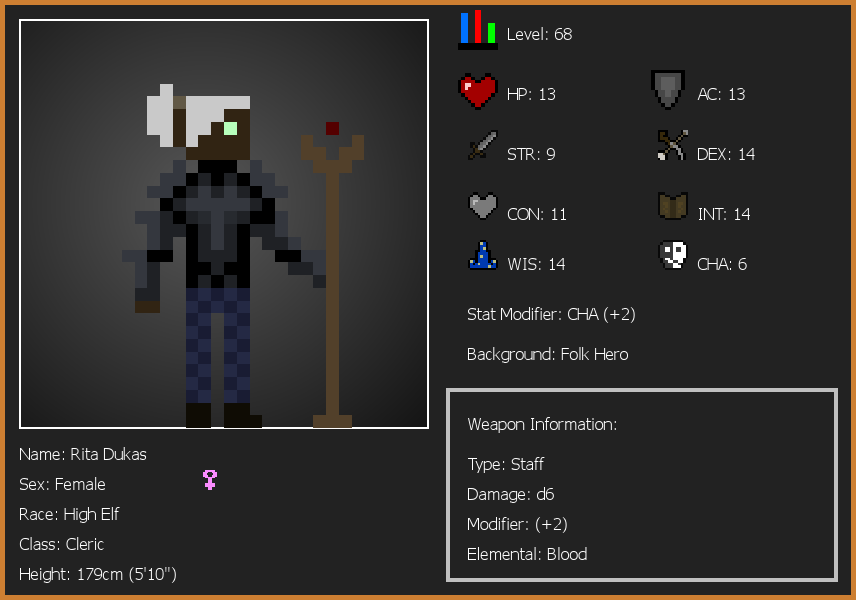 Level: 68
HP: 13
AC: 13
STR: 9
DEX: 14
CON: 11
INT: 14
WIS: 14
CHA: 6
Stat Modifier: CHA (+2)
Background: Folk Hero
Weapon Information:
Type: Staff
Damage: d6
Modifier: (+2)
Elemental: Blood
Name: Rita Dukas
Sex: Female
Race: High Elf
Class: Cleric
Height: 179cm (5'10")